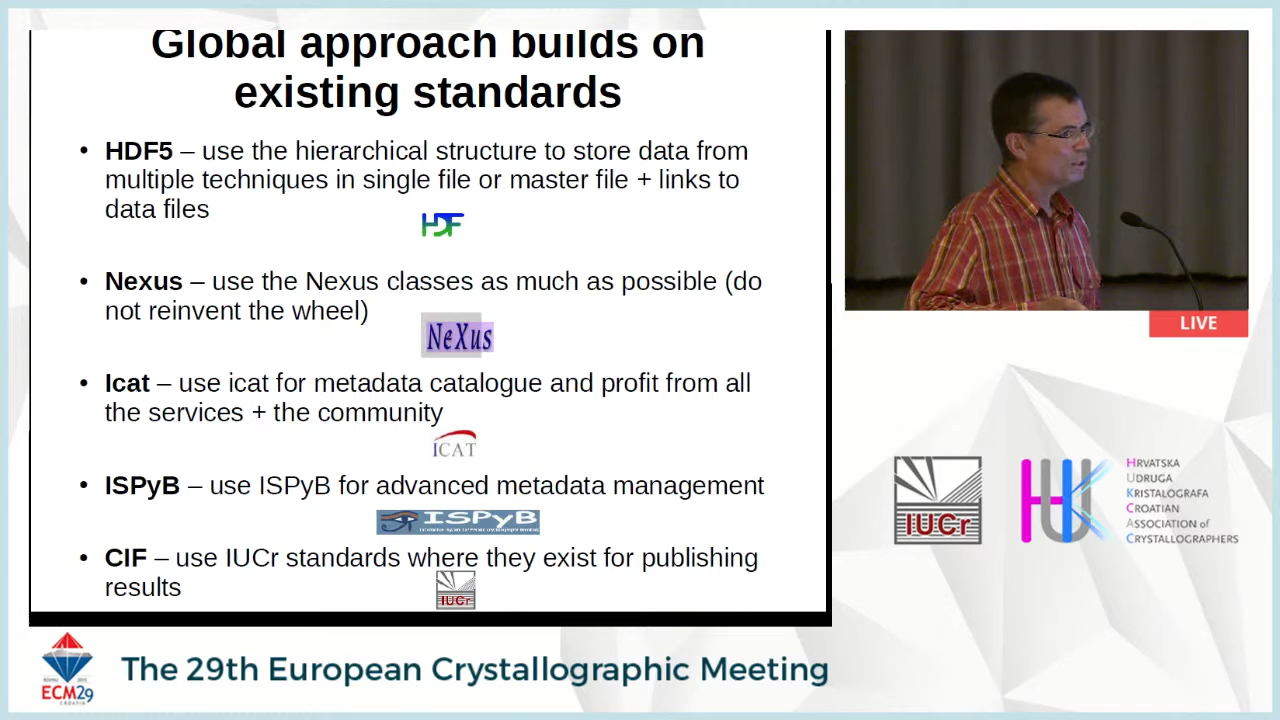 Global approach builds on
existing standards
• HDF5 – use the hierarchical structure to store data from
multiple techniques in single file or master file + links to
data files
HDF
• Nexus – use the Nexus classes as much as possible (do
not reinvent the wheel)
NeXus
• Icat – use icat for metadata catalogue and profit from all
the services + the community
ICAT
• ISPyB – use ISPyB for advanced metadata management
ISPyB
• CIF – use IUCr standards where they exist for publishing
results
IUCr
LIVE
IUCr
HUK
HRVATSKA
UDRUGA
KRISTALOGRAFA
CROATIAN
ASSOCIATION of
CRYSTALLOGRAPHERS
ECM29
CROATIA
The 29th European Crystallographic Meeting